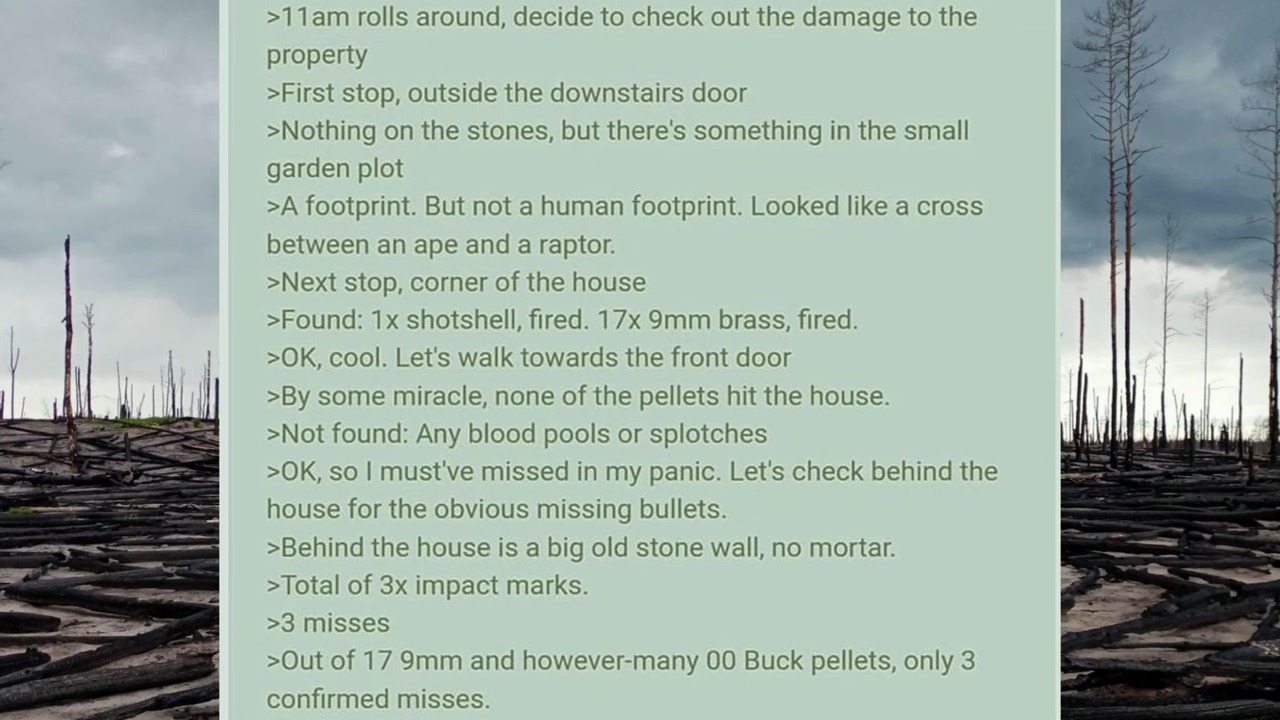 >11am rolls around, decide to check out the damage to the
property
>First stop, outside the downstairs door
>Nothing on the stones, but there's something in the small
garden plot
>A footprint. But not a human footprint. Looked like a cross
between an ape and a raptor.
>Next stop, corner of the house
>Found: 1x shotshell, fired. 17x 9mm brass, fired.
>OK, cool. Let's walk towards the front door
>By some miracle, none of the pellets hit the house.
>Not found: Any blood pools or splotches
>OK, so I must've missed in my panic. Let's check behind the
house for the obvious missing bullets.
>Behind the house is a big old stone wall, no mortar.
>Total of 3x impact marks.
>3 misses
>Out of 17 9mm and however-many 00 Buck pellets, only 3
confirmed misses.